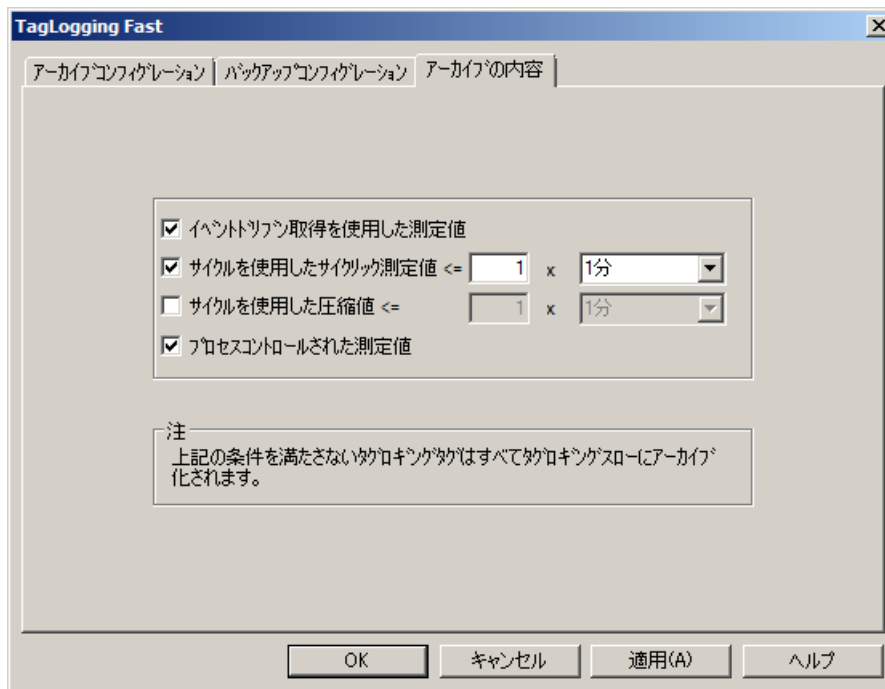 TagLogging Fast
ｱｰｶｲﾌﾞｺﾝﾌｨｸﾞﾚｰｼｮﾝ ﾊﾞｯｸｱｯﾌﾟｺﾝﾌｨｸﾞﾚｰｼｮﾝ ｱｰｶｲﾌﾞの内容
ｲﾍﾞﾝﾄﾄﾞﾘﾌﾞﾝ取得を使用した測定値
ｻｲｸﾙを使用したｻｲｸﾘｯｸ測定値 <= 1 x 1分
ｻｲｸﾙを使用した圧縮値 <= 1 x 1分
ﾌﾟﾛｾｽｺﾝﾄﾛｰﾙされた測定値
注
上記の条件を満たさないﾀｸﾞﾛｷﾞﾝｸﾞﾀｸﾞはすべてﾀｸﾞﾛｷﾞﾝｸﾞｽﾛｰにｱｰｶｲﾌﾞ
化されます。
OK キャンセル 適用(A) ヘルプ